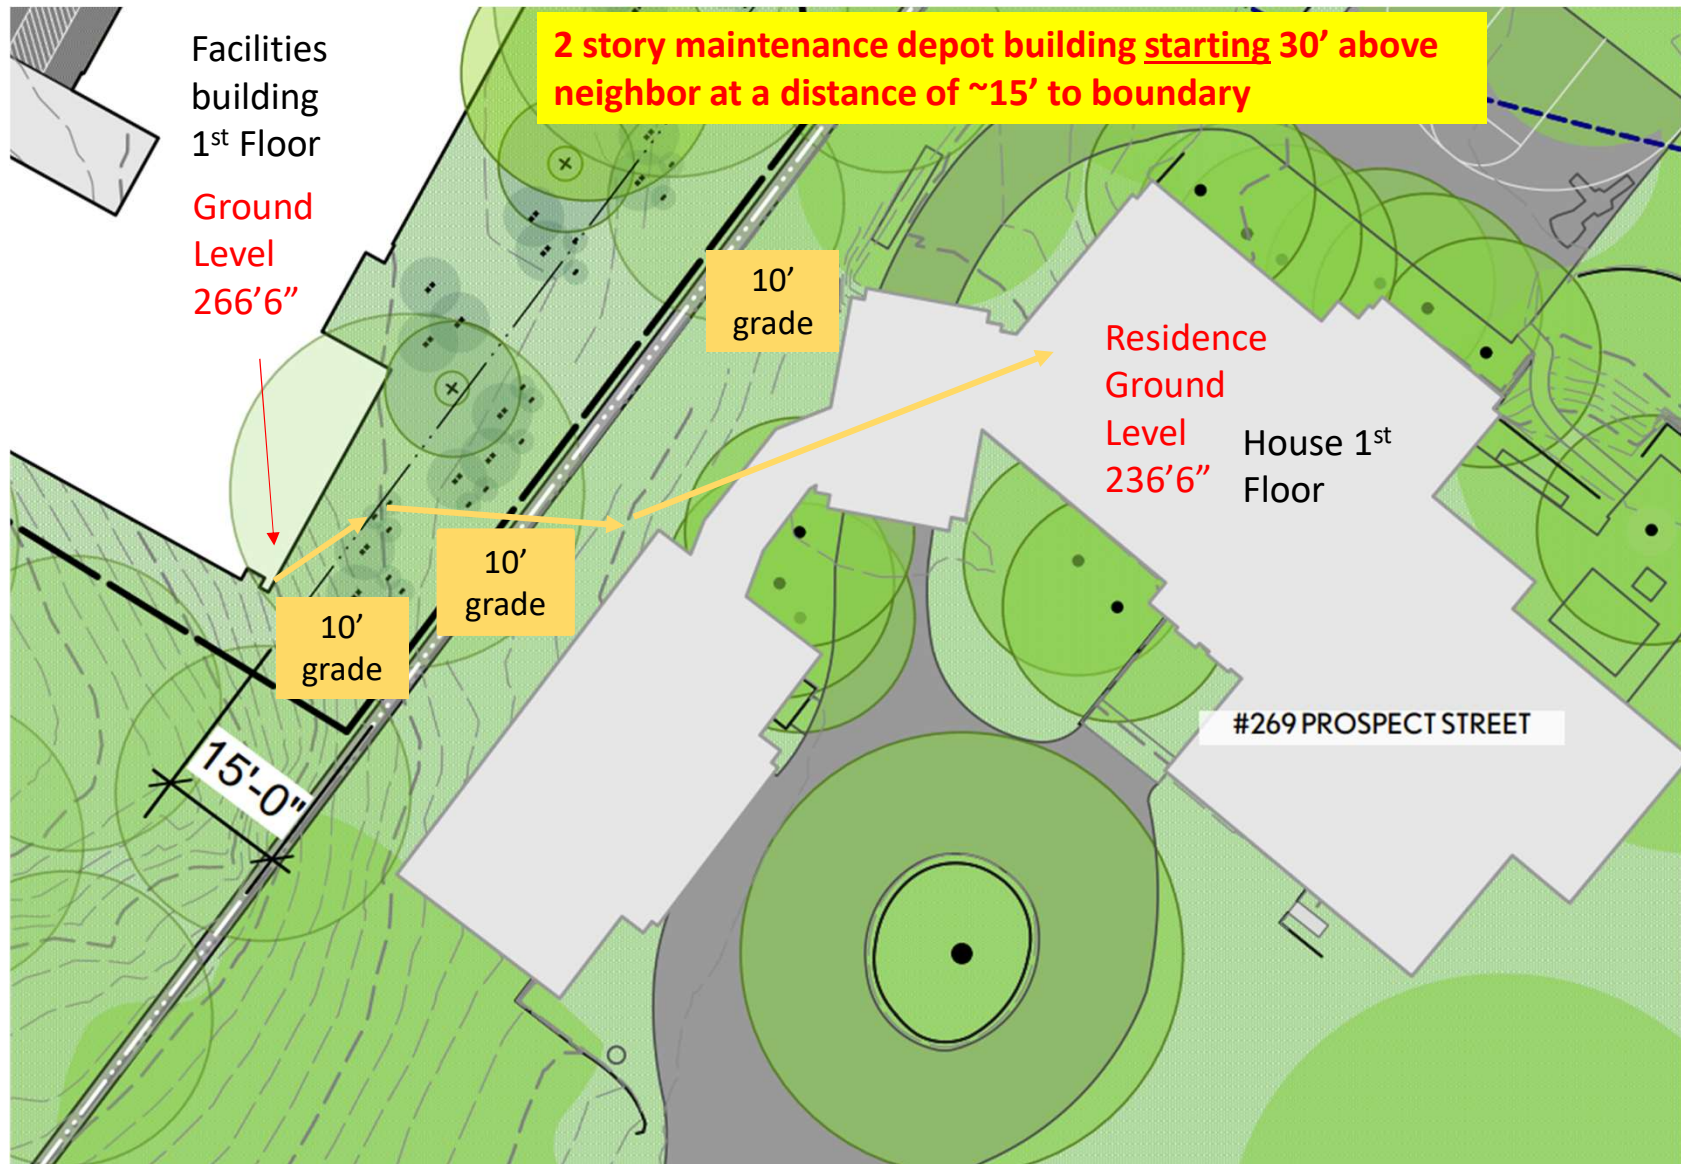 2 story maintenance depot building starting 30’ above
neighbor at a distance of ~15’ to boundary
Facilities
building
1st Floor
Ground
Level
266’6”
10’
grade
10’
grade
10’
grade
Residence
Ground
Level
236’6”
House 1st
Floor
#269 PROSPECT STREET
15'-0"